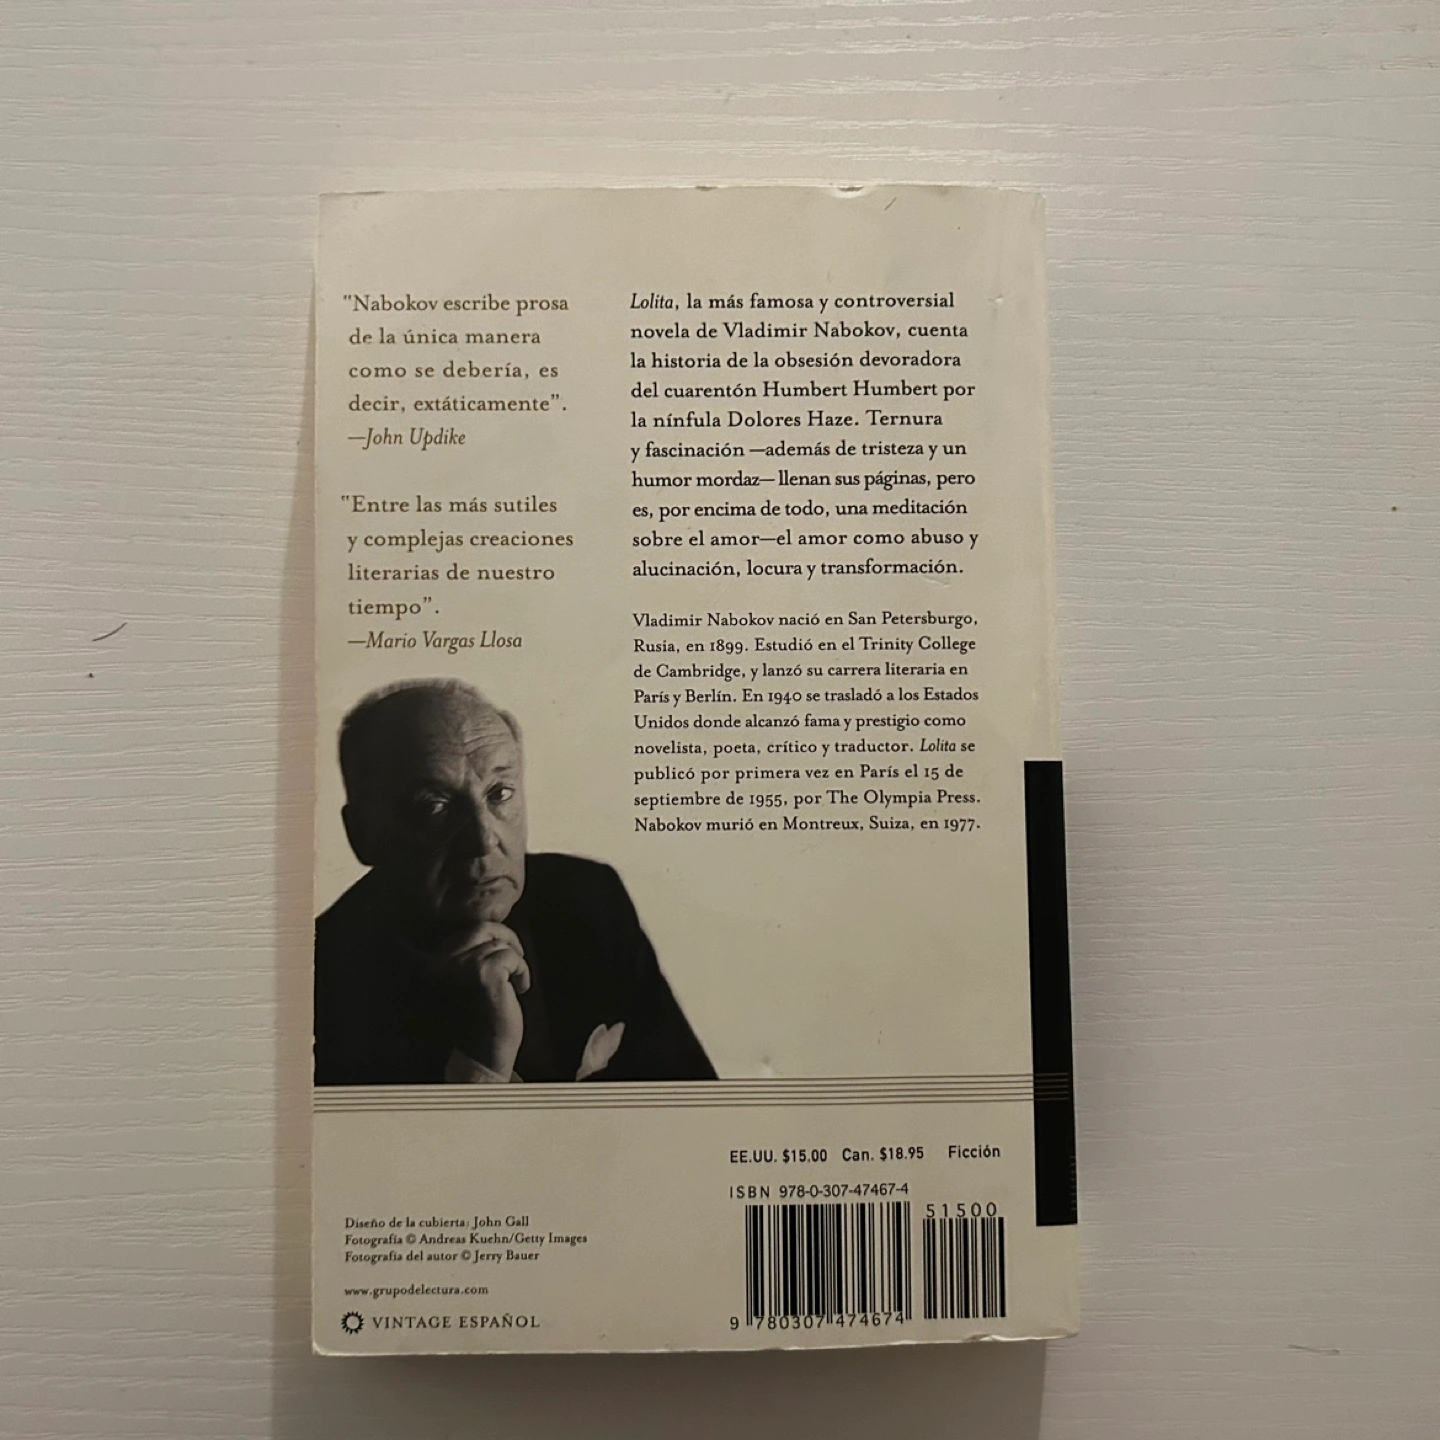 "Nabokov escribe prosa
de la única manera
como se debería, es
decir, extáticamente”.
—John Updike
"Entre las más sutiles
y complejas creaciones
literarias de nuestro
tiempo”.
—Mario Vargas Llosa
Lolita, la más famosa y controversial
novela de Vladimir Nabokov, cuenta
la historia de la obsesión devoradora
del cuarentón Humbert Humbert por
la nínfula Dolores Haze. Ternura
y fascinación —además de tristeza y un
humor mordaz— llenan sus páginas, pero
es, por encima de todo, una meditación
sobre el amor—el amor como abuso y
alucinación, locura y transformación.
Vladimir Nabokov nació en San Petersburgo,
Rusia, en 1899. Estudió en el Trinity College
de Cambridge, y lanzó su carrera literaria en
París y Berlín. En 1940 se trasladó a los Estados
Unidos donde alcanzó fama y prestigio como
novelista, poeta, crítico y traductor. Lolita se
publicó por primera vez en París el 15 de
septiembre de 1955, por The Olympia Press.
Nabokov murió en Montreux, Suiza, en 1977.
EE.UU. $15.00 Can. $18.95 Ficción
ISBN 978-0-307-47467-4
51500
9 780307 474674
Diseño de la cubierta: John Gall
Fotografía © Andreas Kuehn/Getty Images
Fotografía del autor © Jerry Bauer
www.grupodelectura.com
VINTAGE ESPAÑOL